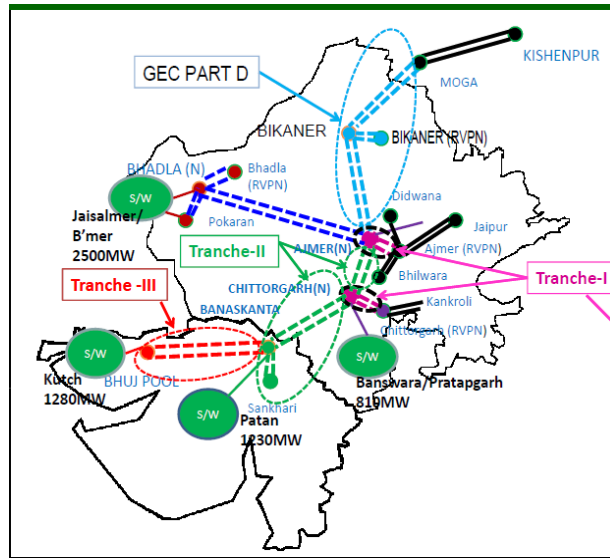 GEC PART D
KISHENPUR
MOGA
BIKANER
BIKANER (RVPN)
BHADLA (N)
Bhadla
(RVPN)
Didwana
S/W
Jaisalmer/
B'mer
2500MW
Pokaran
Jaipur
Tranche-II
AJMER(N)
Ajmer (RVPN)
Bhilwara
Tranche -III
CHITTORGARH(N)
Tranche-I
Kankroli
BANASKANTA
Chittorgarh (RVPN)
S/W
Kutch
1280MW
BHUJ POOL
S/W
Banswara/Pratapgarh
810MW
S/W
Sankhari
Patan
1230MW